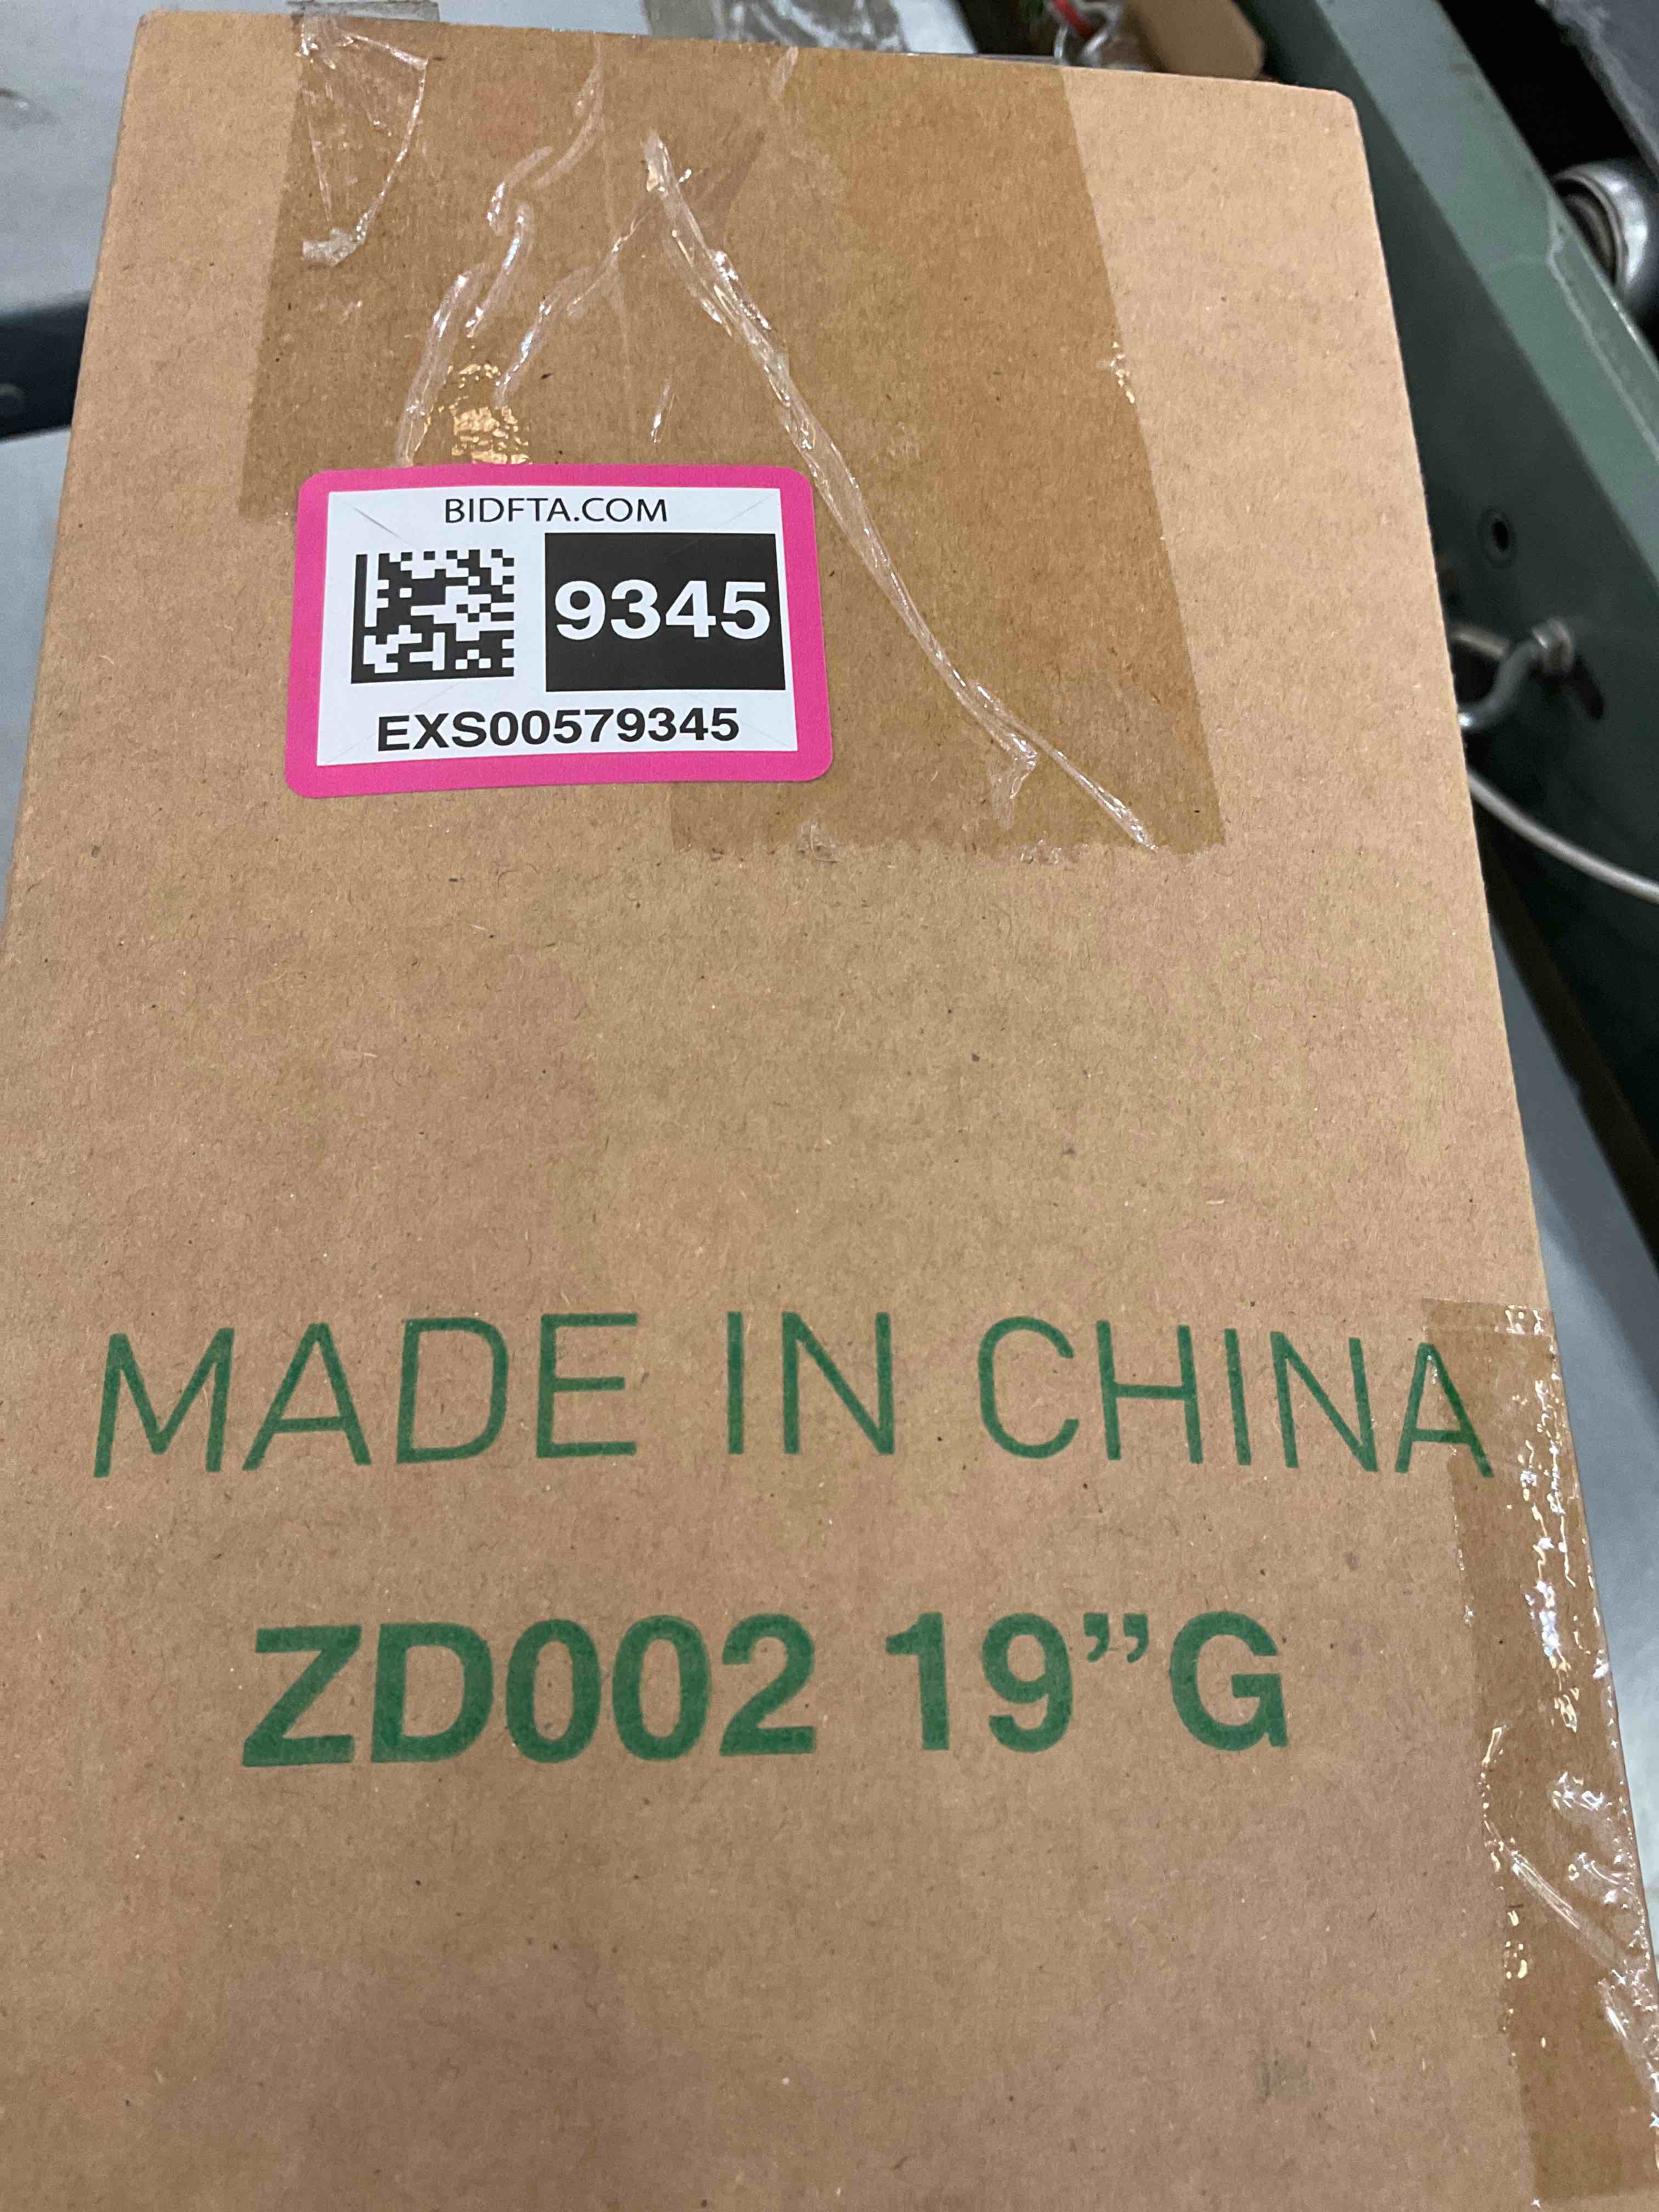 BIDFTA.COM
9345
EXS00579345
MADE IN CHINA
ZD002 19”G